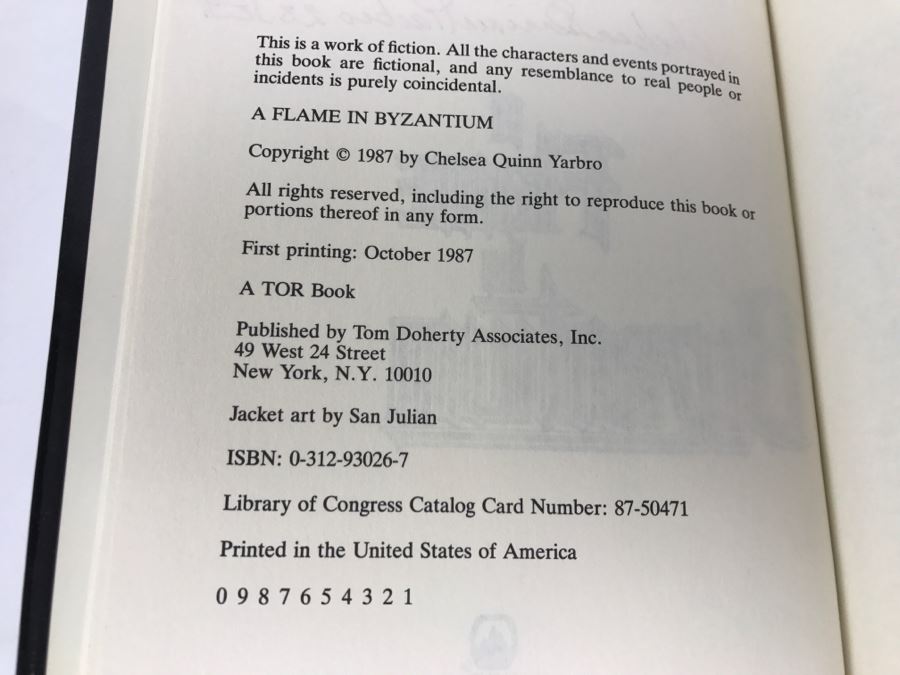 This is a work of fiction. All the characters and events portrayed in
this book are fictional, and any resemblance to real people or
incidents is purely coincidental.
A FLAME IN BYZANTIUM
Copyright © 1987 by Chelsea Quinn Yarbro
All rights reserved, including the right to reproduce this book or
portions thereof in any form.
First printing: October 1987
A TOR Book
Published by Tom Doherty Associates, Inc.
49 West 24 Street
New York, N.Y. 10010
Jacket art by San Julian
ISBN: 0-312-93026-7
Library of Congress Catalog Card Number: 87-50471
Printed in the United States of America
0 9 8 7 6 5 4 3 2 1